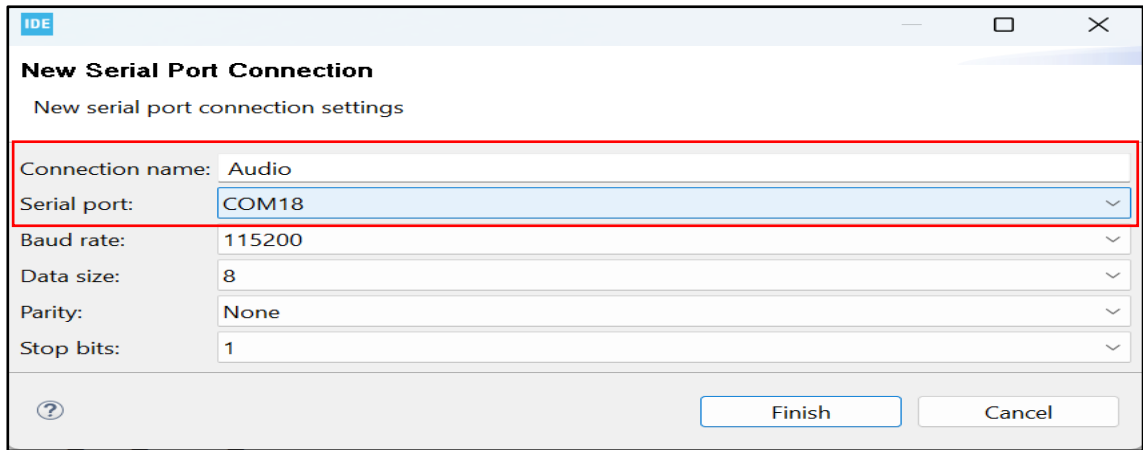 IDE
New Serial Port Connection
New serial port connection settings
Connection name: Audio
Serial port: COM18
Baud rate: 115200
Data size: 8
Parity: None
Stop bits: 1
? Finish Cancel